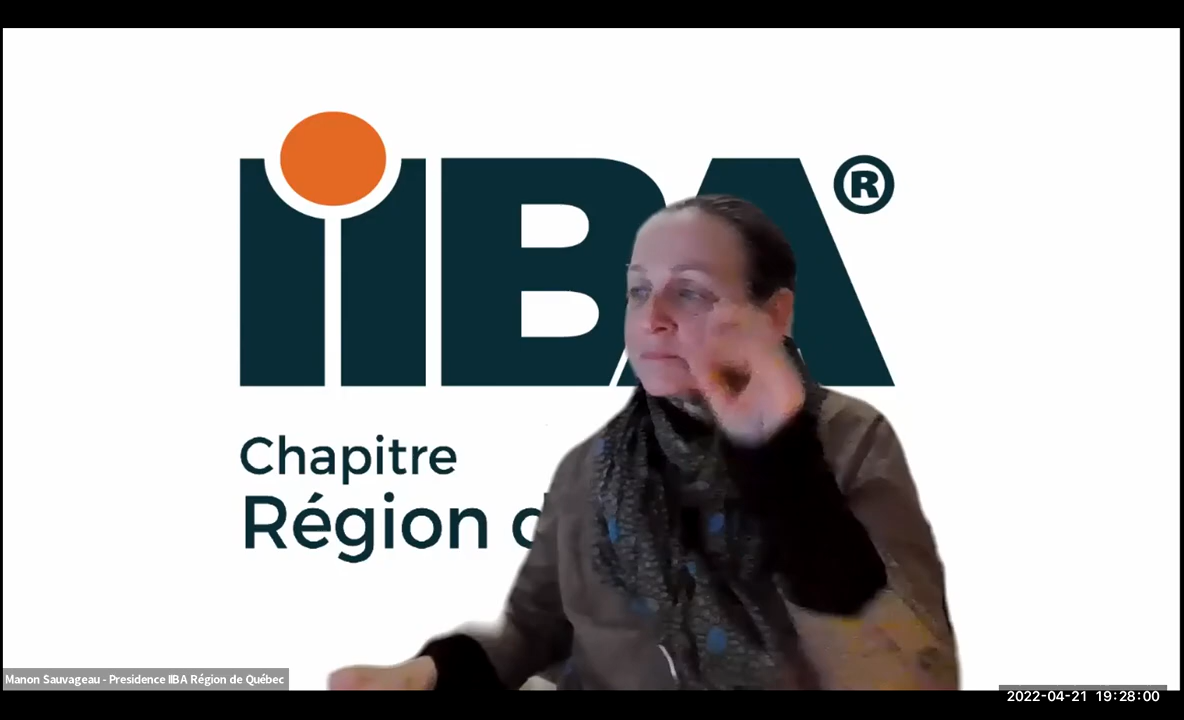 IIBA®
Chapitre
Région d
Manon Sauvageau - Presidence IIBA Région de Québec
2022-04-21 19:28:00